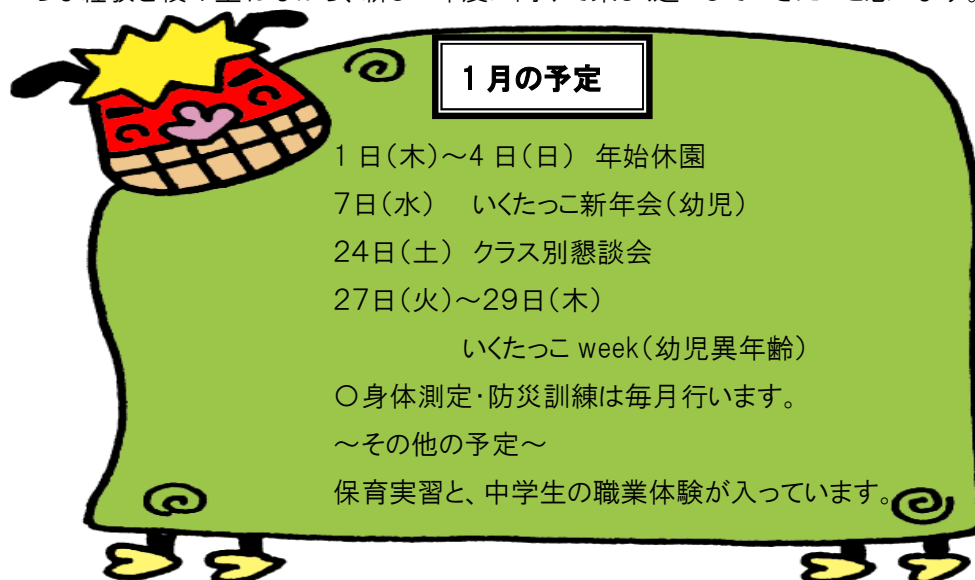 1月の予定
1日(木)~4日(日) 年始休園
7日(水) いくたっこ新年会(幼児)
24日(土) クラス別懇談会
27日(火)~29日(木)
いくたっこ week(幼児異年齢)
〇身体測定・防災訓練は毎月行います。
~その他の予定~
保育実習と、中学生の職業体験が入っています。